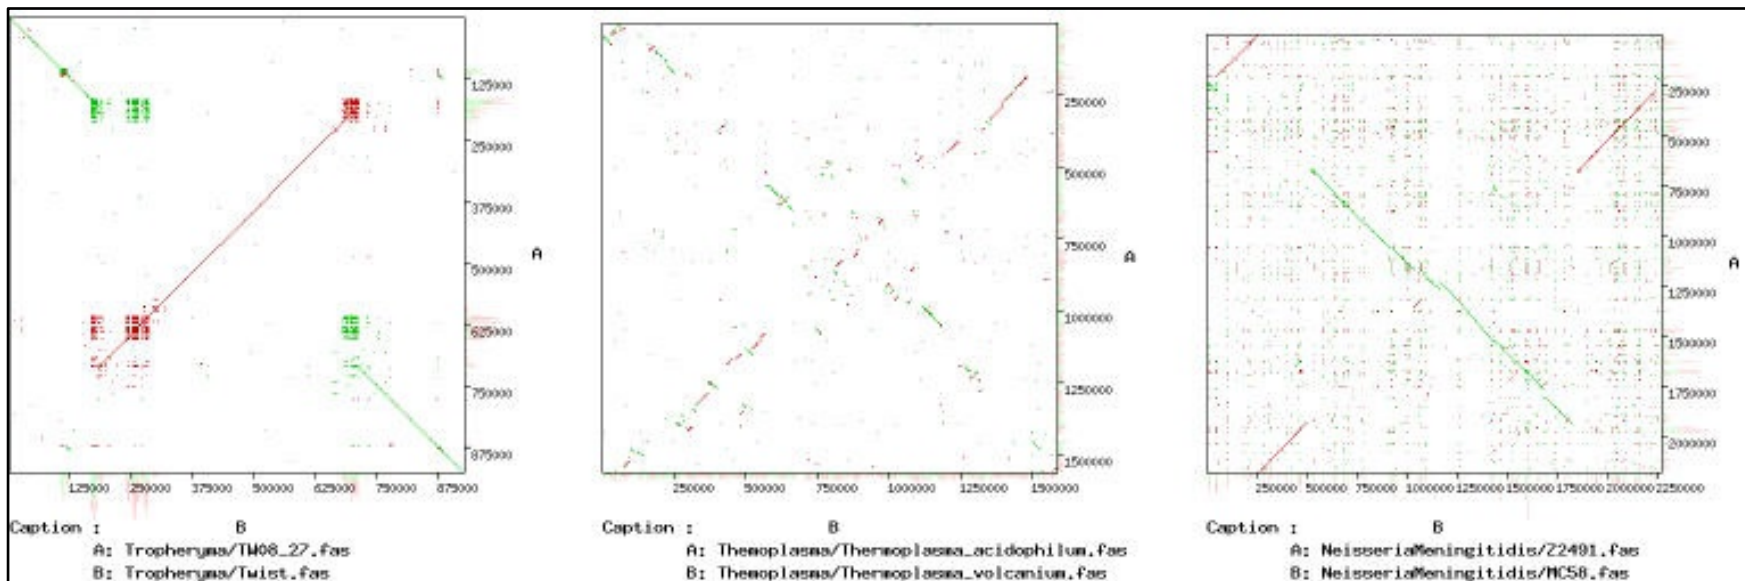 125000
250000
375000
500000
625000
750000
875000
A
125000 250000 375000 500000 625000 750000 875000
Caption : B
A: Tropheryma/TW08_27.fas
B: Tropheryma/Twist.fas
250000
500000
750000
1000000
1250000
1500000
A
250000 500000 750000 1000000 1250000 1500000
Caption : B
A: Themoplasma/Thermoplasma_acidophilum.fas
B: Themoplasma/Thermoplasma_volcanium.fas
250000
500000
750000
1000000
1250000
1500000
1750000
2000000
A
250000 500000 750000 1000000 1250000 1500000 1750000 2000000 2250000
Caption : B
A: NeisseriaMeningitidis/Z2491.fas
B: NeisseriaMeningitidis/MC58.fas